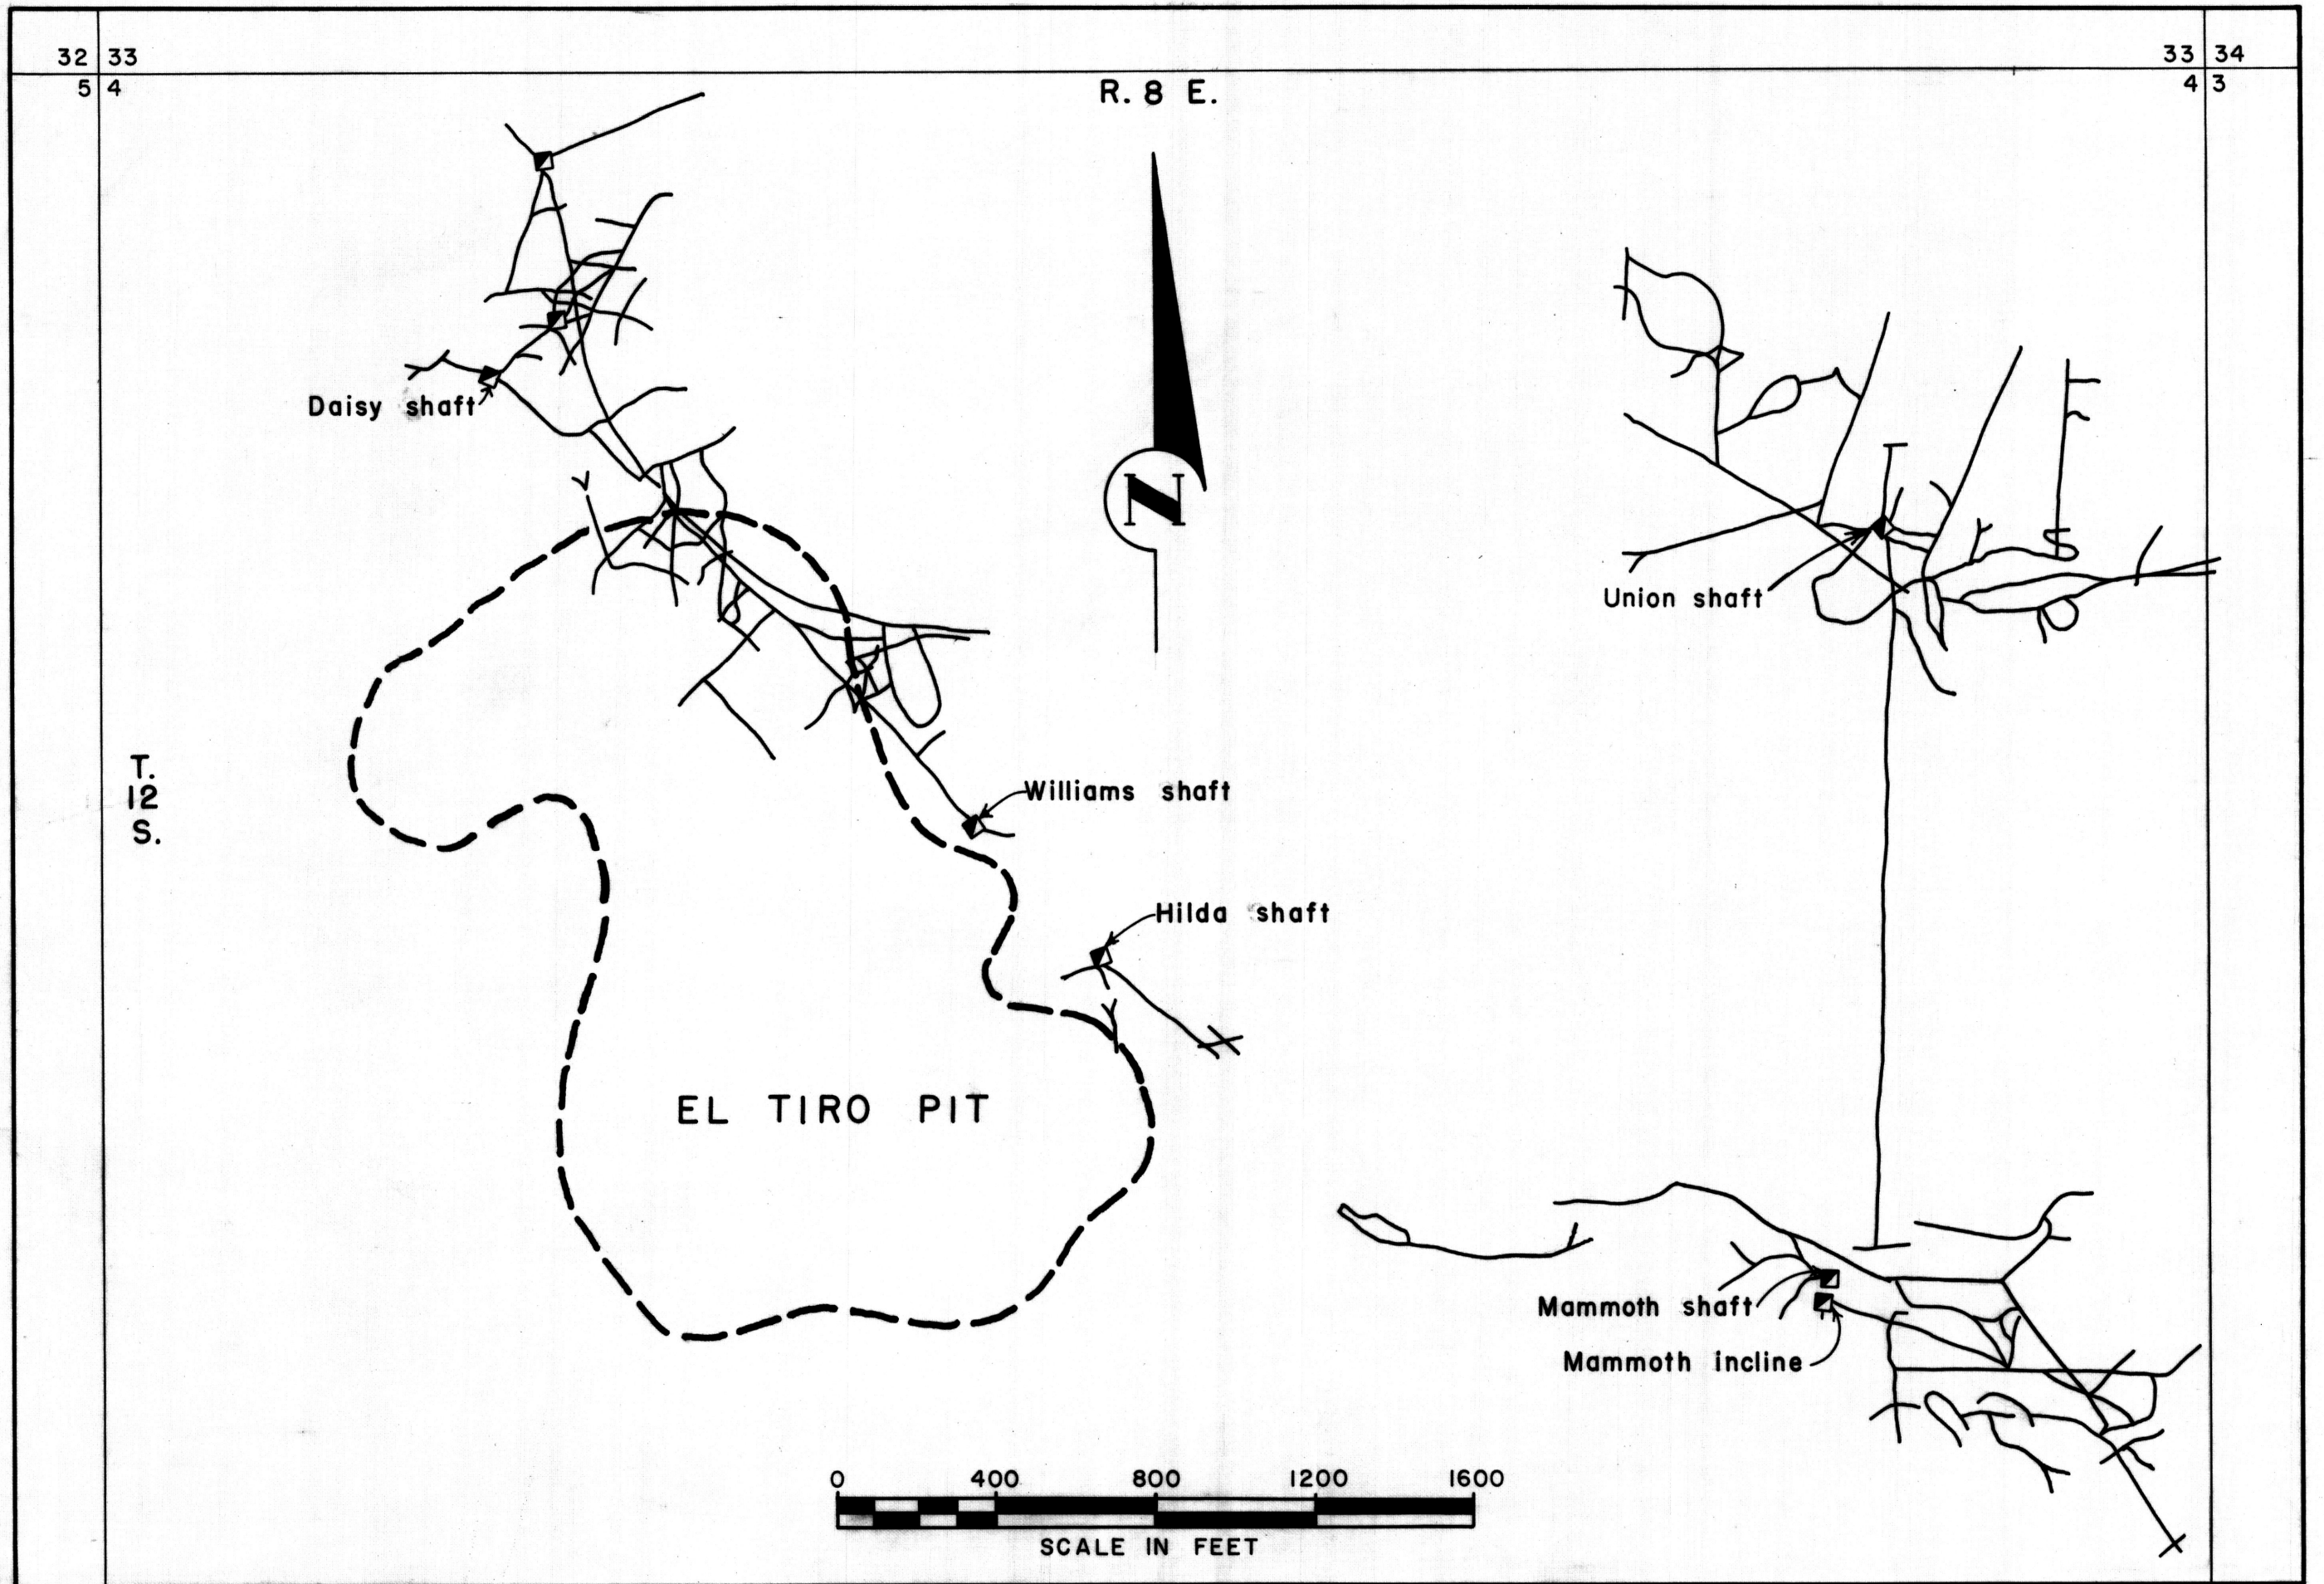 32 33
33 34
5 4
4 3
R. 8 E.
Daisy shaft
N
Union shaft
T.
12
S.
Williams shaft
Hilda shaft
EL TIRO PIT
Mammoth shaft
Mammoth incline
0 400 800 1200 1600
SCALE IN FEET